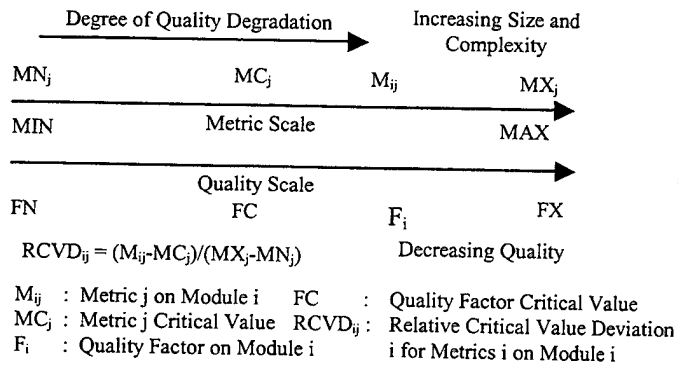 Degree of Quality Degradation Increasing Size and
Complexity
MNj MCj Mij MXj
MIN Metric Scale MAX
Quality Scale
FN FC Fi FX
RCVDij = (Mij-MCj)/(MXj-MNj) Decreasing Quality
Mij : Metric j on Module i FC : Quality Factor Critical Value
MCj : Metric j Critical Value RCVDij : Relative Critical Value Deviation
Fi : Quality Factor on Module i i for Metrics i on Module i